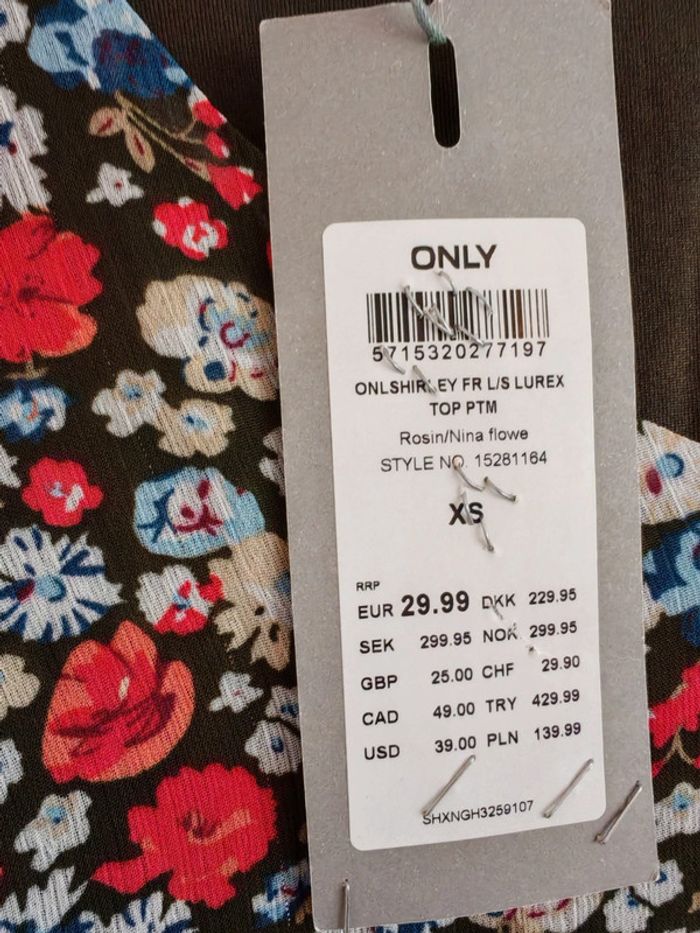 ONLY
5715320277197
ONLSHIRLEY FR L/S LUREX
TOP PTM
Rosin/Nina flowe
STYLE NO. 15281164
XS
RRP
EUR 29.99 DKK 229.95
SEK 299.95 NOK 299.95
GBP 25.00 CHF 29.90
CAD 49.00 TRY 429.99
USD 39.00 PLN 139.99
SHXNGH3259107